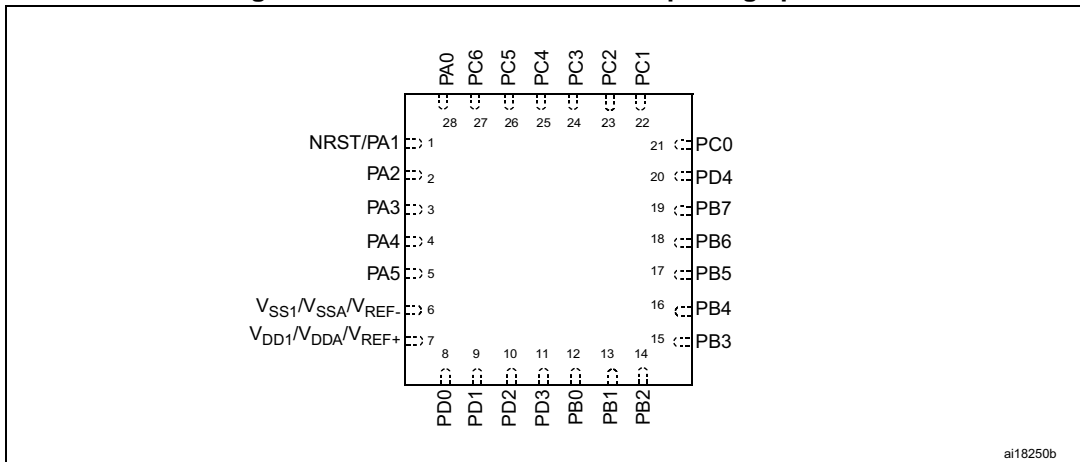 PA0 PC6 PC5 PC4 PC3 PC2 PC1
28 27 26 25 24 23 22
NRST/PA1 1 21 PC0
PA2 2 20 PD4
PA3 3 19 PB7
PA4 4 18 PB6
PA5 5 17 PB5
VSS1/VSSA/VREF- 6 16 PB4
VDD1/VDDA/VREF+ 7 15 PB3
8 9 10 11 12 13 14
PD0 PD1 PD2 PD3 PB0 PB1 PB2
ai18250b